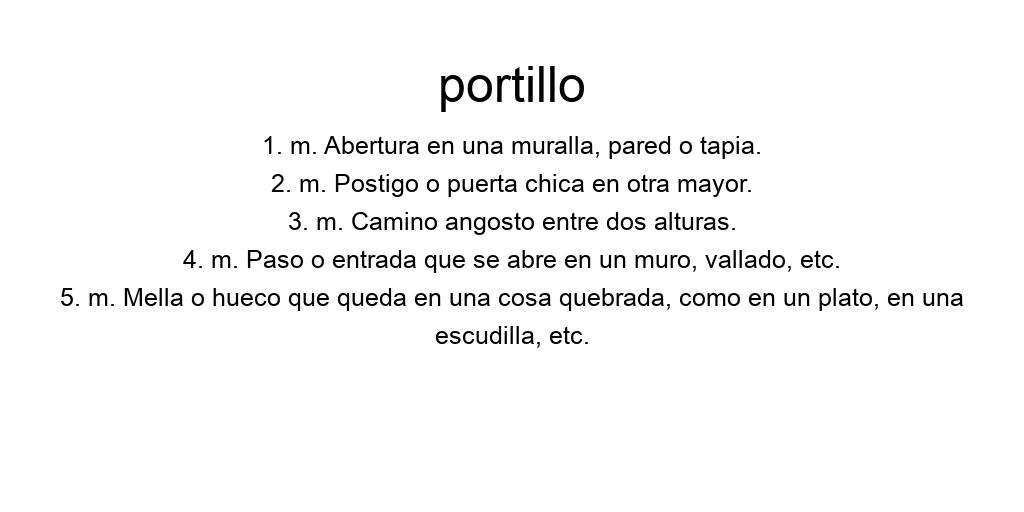 portillo
1. m. Abertura en una muralla, pared o tapia.
2. m. Postigo o puerta chica en otra mayor.
3. m. Camino angosto entre dos alturas.
4. m. Paso o entrada que se abre en un muro, vallado, etc.
5. m. Mella o hueco que queda en una cosa quebrada, como en un plato, en una
escudilla, etc.